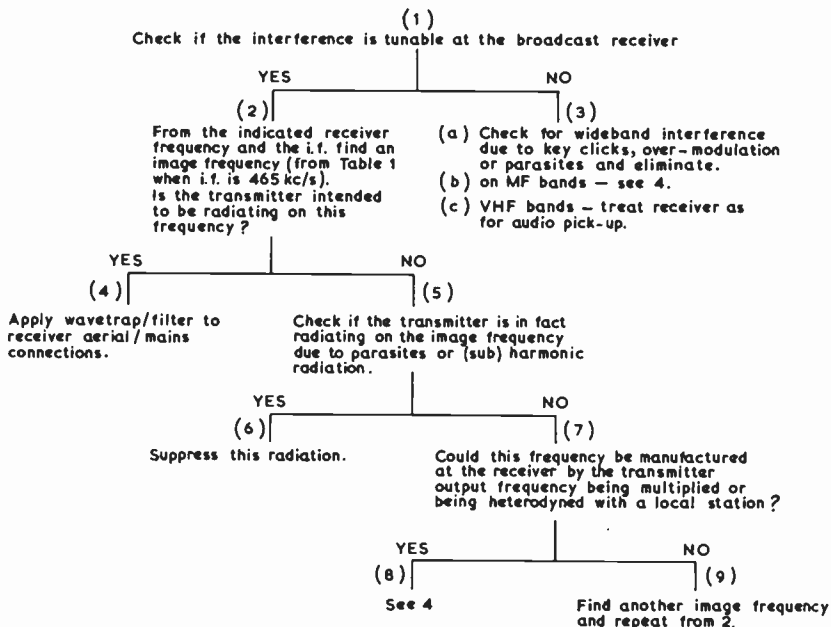 (1)
Check if the interference is tunable at the broadcast receiver
YES
NO
(2)
(3)
From the indicated receiver
frequency and the i.f. find an
image frequency (from Table 1
when i.f. is 465 kc/s).
Is the transmitter intended
to be radiating on this
frequency ?
(a) Check for wideband interference
due to key clicks, over-modulation
or parasites and eliminate.
(b) on MF bands – see 4.
(c) VHF bands – treat receiver as
for audio pick-up.
YES
NO
(4)
(5)
Apply wavetrap/filter to
receiver aerial/mains
connections.
Check if the transmitter is in fact
radiating on the image frequency
due to parasites or (sub) harmonic
radiation.
YES
NO
(6)
(7)
Suppress this radiation.
Could this frequency be manufactured
at the receiver by the transmitter
output frequency being multiplied or
being heterodyned with a local station ?
YES
NO
(8)
(9)
See 4
Find another image frequency
and repeat from 2.